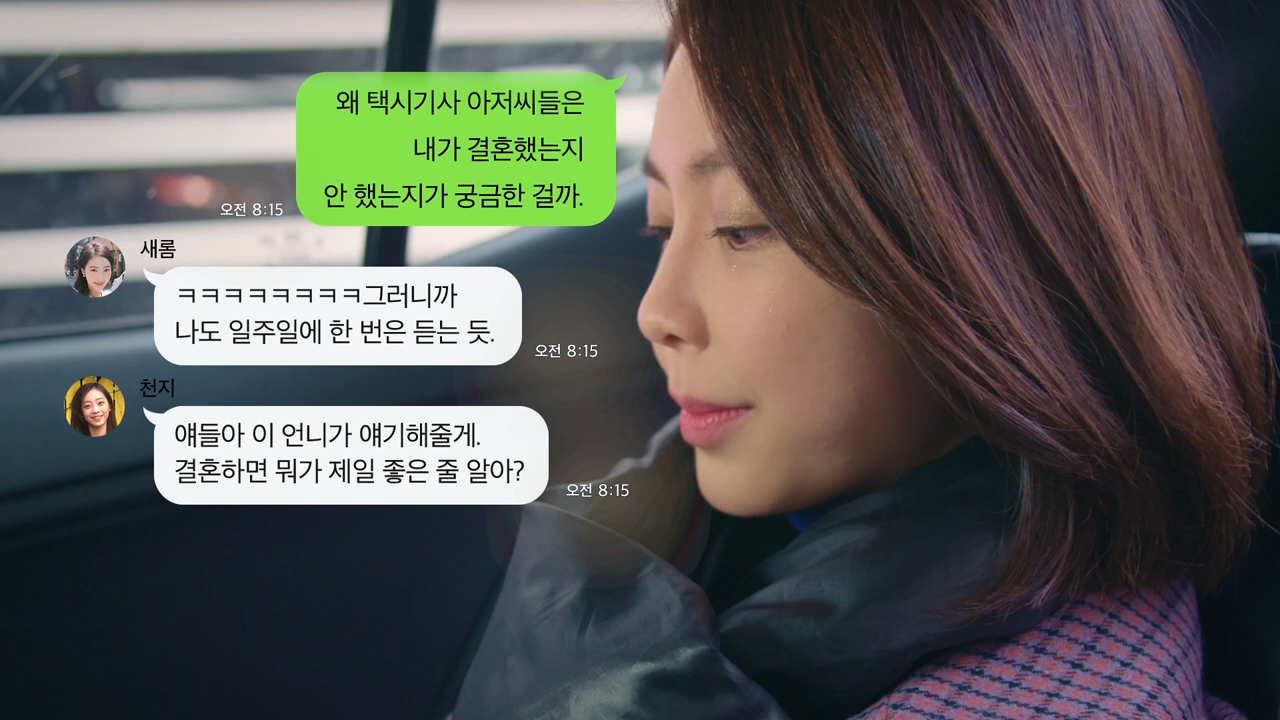 왜 택시기사 아저씨들은
내가 결혼했는지
안 했는지가 궁금한 걸까.
오전 8:15
새롬
ㅋㅋㅋㅋㅋㅋㅋㅋ그러니까
나도 일주일에 한 번은 듣는 듯.
오전 8:15
천지
얘들아 이 언니가 얘기해줄게.
결혼하면 뭐가 제일 좋은 줄 알아?
오전 8:15